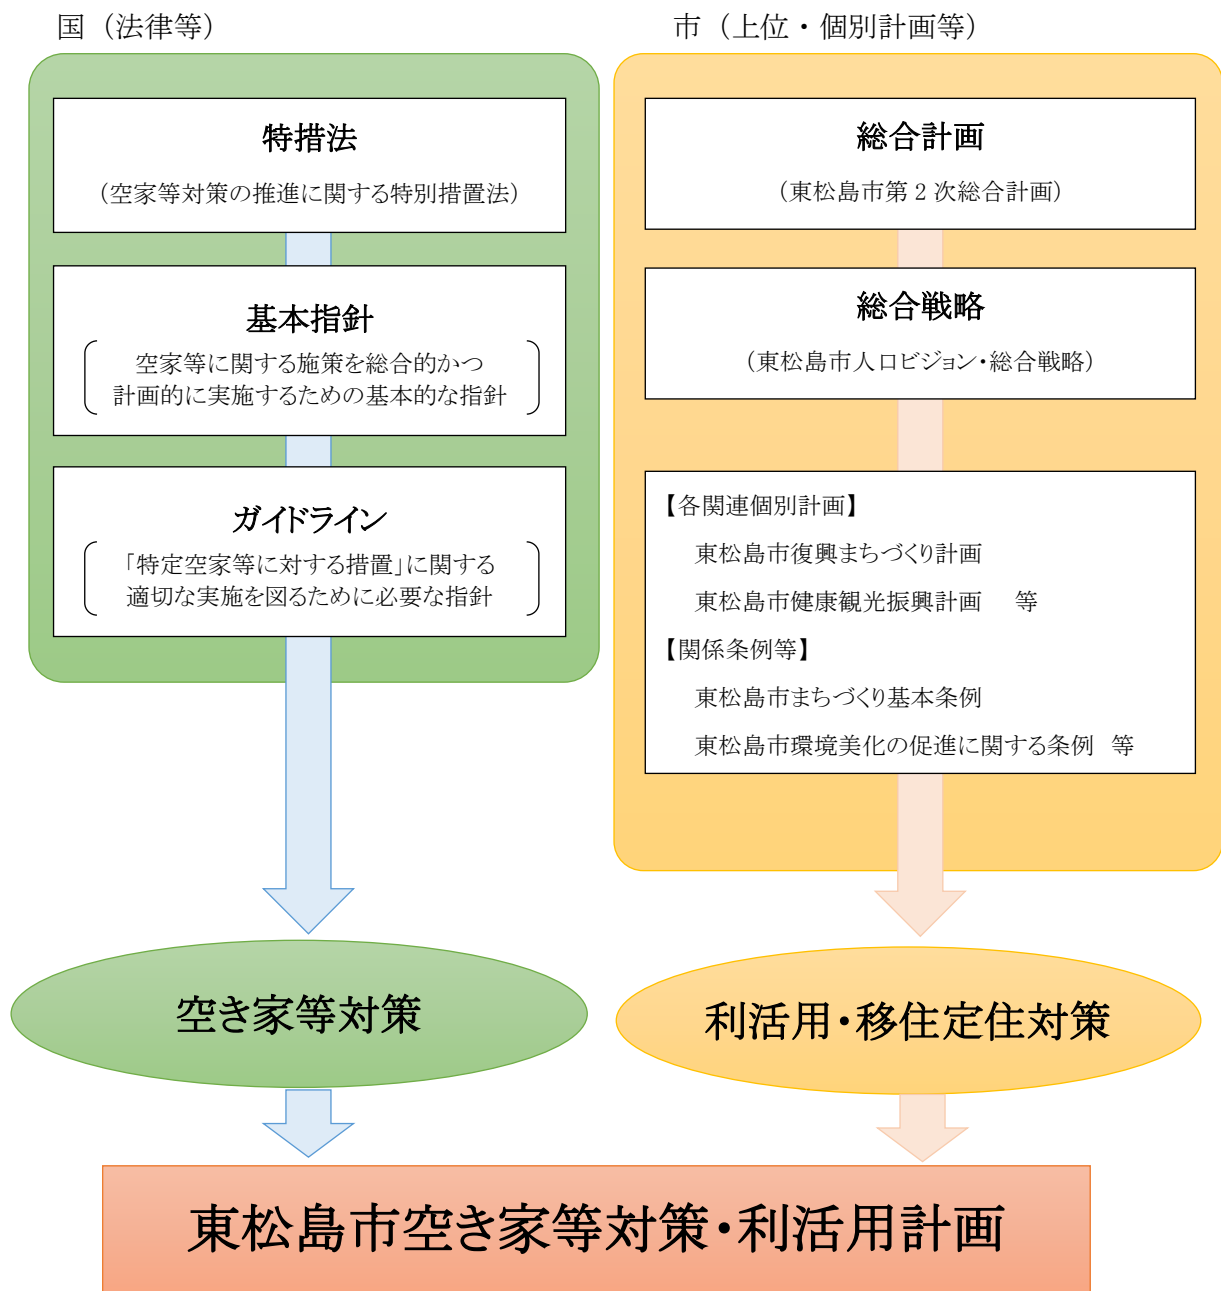 国（法律等）
特措法
（空家等対策の推進に関する特別措置法）
基本指針
空家等に関する施策を総合的かつ
計画的に実施するための基本的な指針
ガイドライン
「特定空家等に対する措置」に関する
適切な実施を図るために必要な指針
空き家等対策
市（上位・個別計画等）
総合計画
（東松島市第２次総合計画）
総合戦略
（東松島市人口ビジョン・総合戦略）
【各関連個別計画】
東松島市復興まちづくり計画
東松島市健康観光振興計画　等
【関係条例等】
東松島市まちづくり基本条例
東松島市環境美化の促進に関する条例　等
利活用・移住定住対策
東松島市空き家等対策・利活用計画